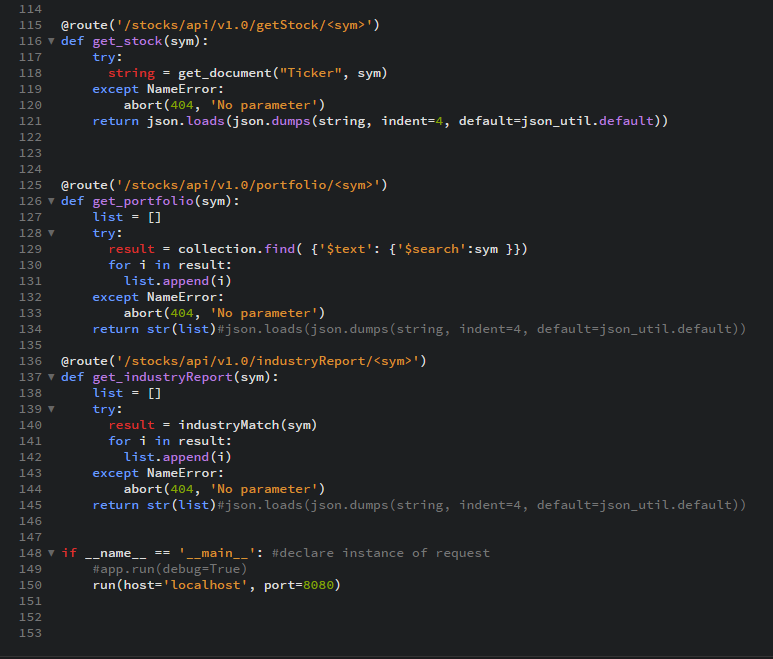 114
115 @route('/stocks/api/v1.0/getStock/<sym>')
116 def get_stock(sym):
117     try:
118       string = get_document("Ticker", sym)
119     except NameError:
120         abort(404, 'No parameter')
121     return json.loads(json.dumps(string, indent=4, default=json_util.default))
122
123
124
125 @route('/stocks/api/v1.0/portfolio/<sym>')
126 def get_portfolio(sym):
127     list = []
128     try:
129       result = collection.find( {'$text': {'$search':sym }})
130       for i in result:
131         list.append(i)
132     except NameError:
133         abort(404, 'No parameter')
134     return str(list)#json.loads(json.dumps(string, indent=4, default=json_util.default))
135
136 @route('/stocks/api/v1.0/industryReport/<sym>')
137 def get_industryReport(sym):
138     list = []
139     try:
140       result = industryMatch(sym)
141       for i in result:
142         list.append(i)
143     except NameError:
144         abort(404, 'No parameter')
145     return str(list)#json.loads(json.dumps(string, indent=4, default=json_util.default))
146
147
148 if __name__ == '__main__': #declare instance of request
149     #app.run(debug=True)
150     run(host='localhost', port=8080)
151
152
153